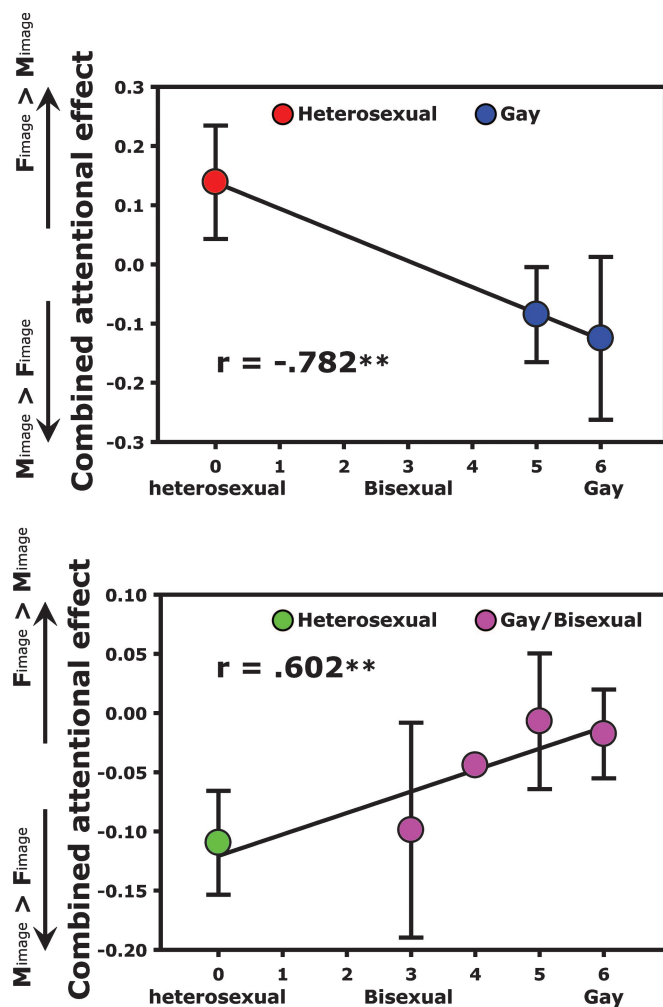 Fimage > Mimage
Mimage > Fimage
Combined attentional effect
0.3
0.2
0.1
0.0
-0.1
-0.2
-0.3
Heterosexual Gay
r = -.782**
0 1 2 3 4 5 6
heterosexual Bisexual Gay
Fimage > Mimage
Mimage > Fimage
Combined attentional effect
0.10
0.05
0.00
-0.05
-0.10
-0.15
-0.20
Heterosexual Gay/Bisexual
r = .602**
0 1 2 3 4 5 6
heterosexual Bisexual Gay